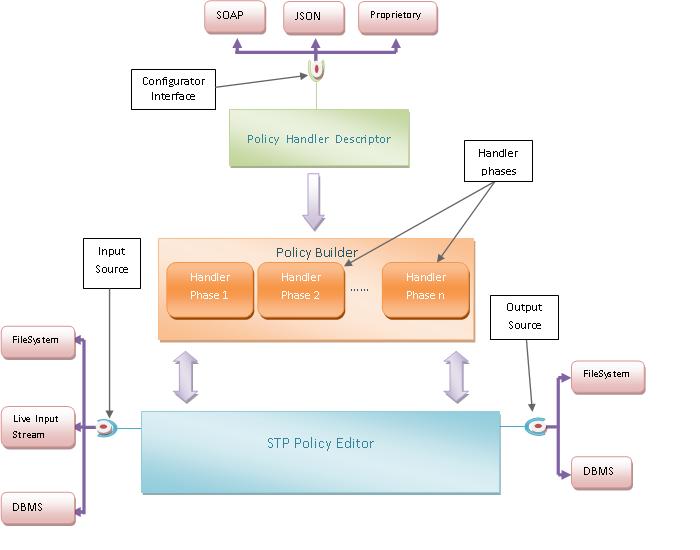 SOAP
JSON
Proprietary
Configurator
Interface
Policy Handler Descriptor
Handler
phases
Policy Builder
Handler
Phase 1
Handler
Phase 2
......
Handler
Phase n
Input
Source
Output
Source
FileSystem
Live Input
Stream
DBMS
STP Policy Editor
FileSystem
DBMS